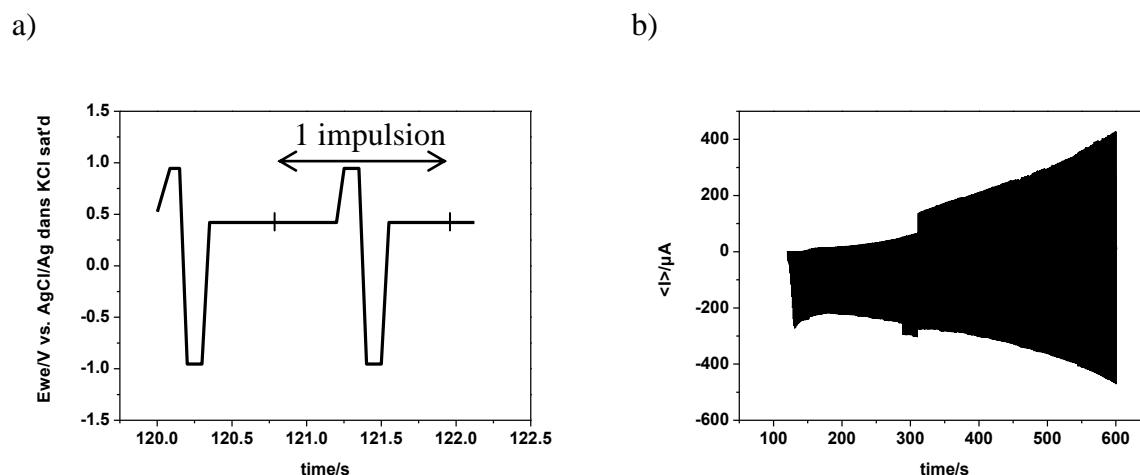 a)
b)
Ewe/V vs. AgCl/Ag dans KCl sat'd
1.5
1.0
0.5
0.0
-0.5
-1.0
-1.5
1 impulsion
120.0 120.5 121.0 121.5 122.0 122.5
time/s
<I>/µA
400
200
0
-200
-400
-600
100 200 300 400 500 600
time/s